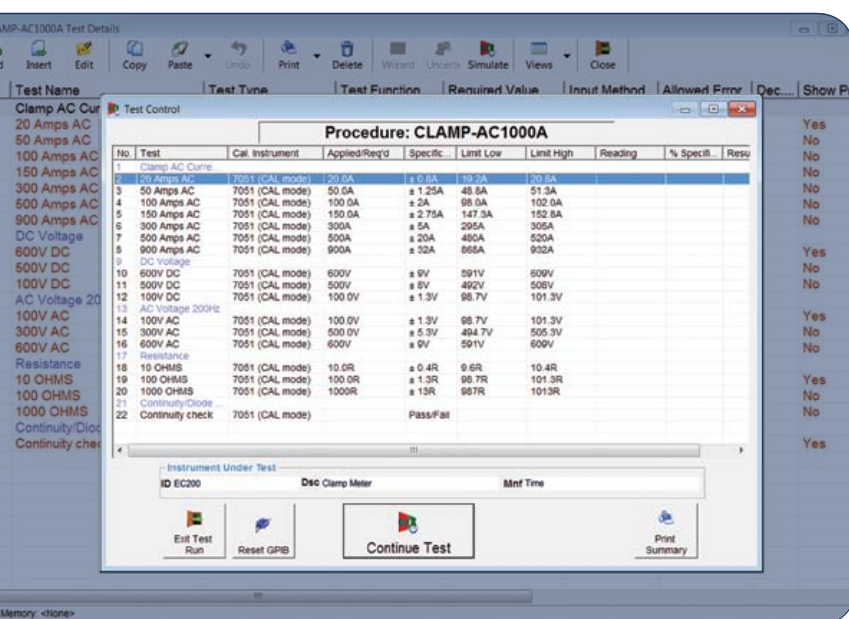 MP-AC1000A Test Details
Insert Edit Copy Paste Undo Print Delete Wizard Uncerts Simulate Views Close
Test Name Test Type Test Function Required Value Input Method Allowed Error Dec.... Show P
Clamp AC Cur
20 Amps AC Yes
50 Amps AC No
100 Amps AC No
150 Amps AC No
300 Amps AC No
500 Amps AC No
900 Amps AC No
DC Voltage
600V DC Yes
500V DC No
100V DC No
AC Voltage 20
100V AC Yes
300V AC No
600V AC No
Resistance
10 OHMS Yes
100 OHMS No
1000 OHMS No
Continuity/Dioc
Continuity chec Yes
Memory: <None>
Test Control
Procedure: CLAMP-AC1000A
No. Test Cal. Instrument Applied/Req'd Specific... Limit Low Limit High Reading % Specifi... Resu
1 Clamp AC Curre...
2 20 Amps AC 7051 (CAL mode) 20.0A ± 0.8A 19.2A 20.8A
3 50 Amps AC 7051 (CAL mode) 50.0A ± 1.25A 48.8A 51.3A
4 100 Amps AC 7051 (CAL mode) 100.0A ± 2A 98.0A 102.0A
5 150 Amps AC 7051 (CAL mode) 150.0A ± 2.75A 147.3A 152.8A
6 300 Amps AC 7051 (CAL mode) 300A ± 5A 295A 305A
7 500 Amps AC 7051 (CAL mode) 500A ± 20A 480A 520A
8 900 Amps AC 7051 (CAL mode) 900A ± 32A 868A 932A
9 DC Voltage
10 600V DC 7051 (CAL mode) 600V ± 9V 591V 609V
11 500V DC 7051 (CAL mode) 500V ± 8V 492V 508V
12 100V DC 7051 (CAL mode) 100.0V ± 1.3V 98.7V 101.3V
13 AC Voltage 200Hz
14 100V AC 7051 (CAL mode) 100.0V ± 1.3V 98.7V 101.3V
15 300V AC 7051 (CAL mode) 500.0V ± 5.3V 494.7V 505.3V
16 600V AC 7051 (CAL mode) 600V ± 9V 591V 609V
17 Resistance
18 10 OHMS 7051 (CAL mode) 10.0R ± 0.4R 9.6R 10.4R
19 100 OHMS 7051 (CAL mode) 100.0R ± 1.3R 98.7R 101.3R
20 1000 OHMS 7051 (CAL mode) 1000R ± 13R 987R 1013R
21 Continuity/Diode ...
22 Continuity check 7051 (CAL mode) Pass/Fail
Instrument Under Test
ID EC200 Dsc Clamp Meter Mnf Time
Exit Test Run
Reset GPIB
Continue Test
Print Summary